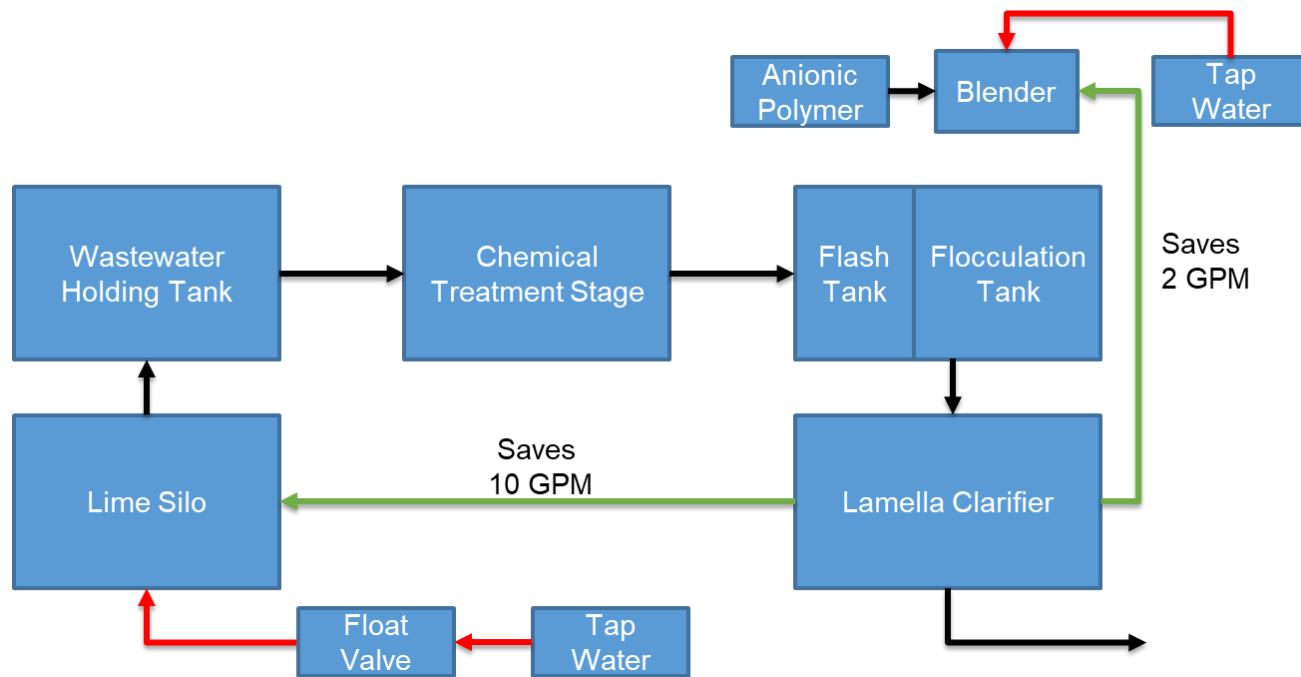 Anionic
Polymer
Blender
Tap
Water
Wastewater
Holding Tank
Chemical
Treatment Stage
Flash
Tank
Flocculation
Tank
Saves
2 GPM
Lime Silo
Saves
10 GPM
Lamella Clarifier
Float
Valve
Tap
Water